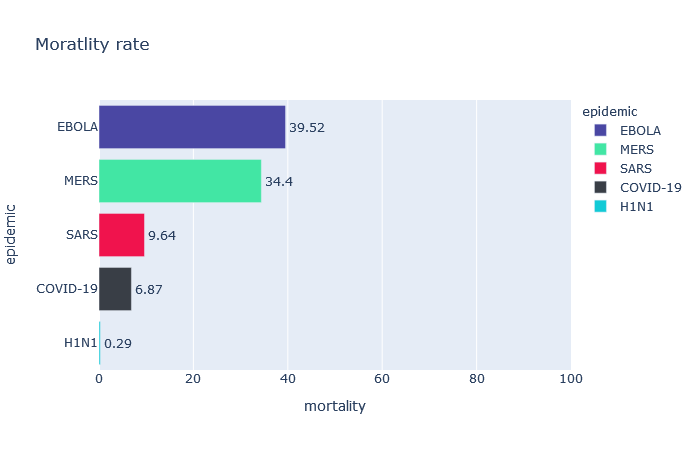 Moratlity rate
epidemic
EBOLA
MERS
SARS
COVID-19
H1N1
39.52
34.4
9.64
6.87
0.29
0
20
40
60
80
100
mortality
epidemic
EBOLA
MERS
SARS
COVID-19
H1N1